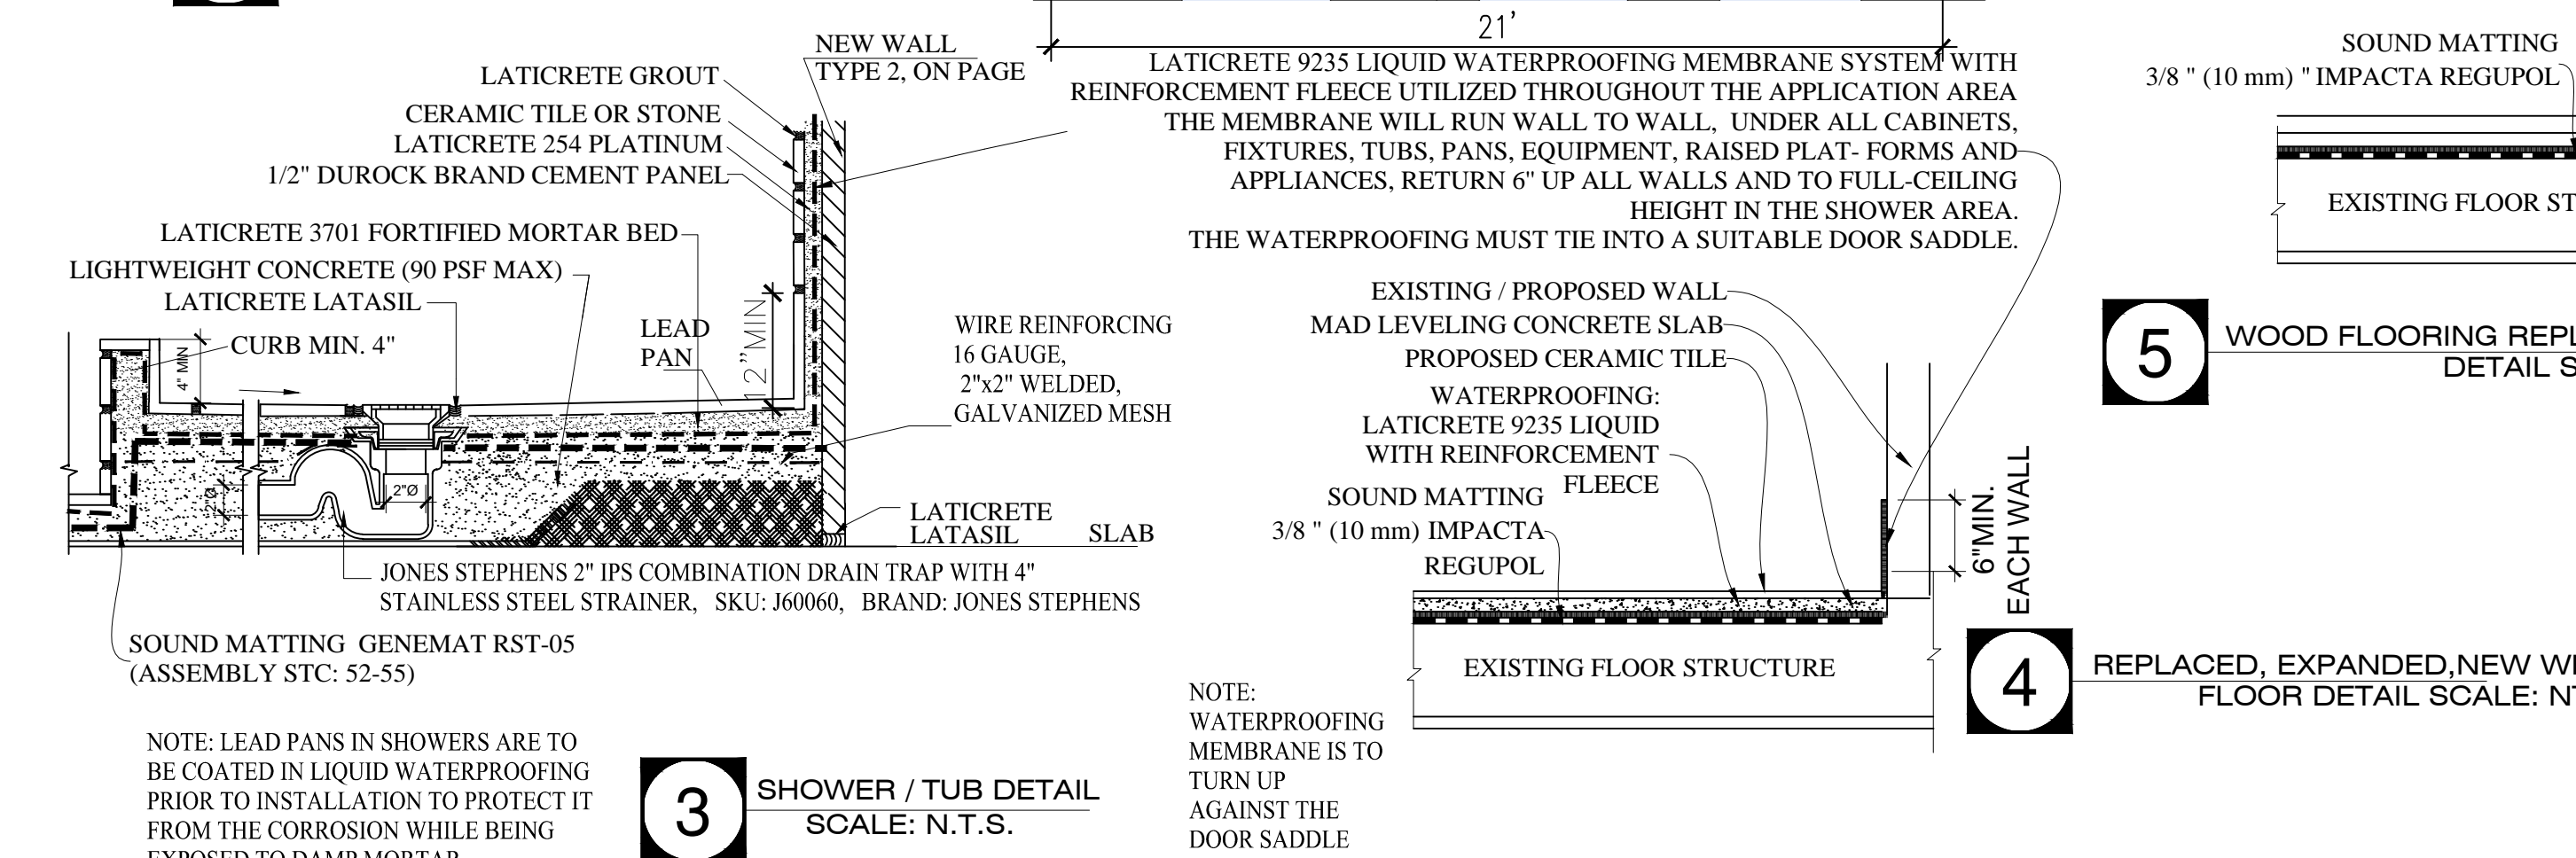 21'
NEW WALL
TYPE 2, ON PAGE
LATICRETE GROUT
CERAMIC TILE OR STONE
LATICRETE 254 PLATINUM
1/2" DUROCK BRAND CEMENT PANEL
LATICRETE 3701 FORTIFIED MORTAR BED
LIGHTWEIGHT CONCRETE (90 PSF MAX)
LATICRETE LATASIL
CURB MIN. 4"
4" MIN
LEAD
PAN
12"MIN
WIRE REINFORCING
16 GAUGE,
2"x2" WELDED,
GALVANIZED MESH
2"Ø
2"Ø
LATICRETE
LATASIL
SLAB
JONES STEPHENS 2" IPS COMBINATION DRAIN TRAP WITH 4"
STAINLESS STEEL STRAINER, SKU: J60060, BRAND: JONES STEPHENS
SOUND MATTING GENEMAT RST-05
(ASSEMBLY STC: 52-55)
NOTE: LEAD PANS IN SHOWERS ARE TO
BE COATED IN LIQUID WATERPROOFING
PRIOR TO INSTALLATION TO PROTECT IT
FROM THE CORROSION WHILE BEING
EXPOSED TO DAMP MORTAR
3
SHOWER / TUB DETAIL
SCALE: N.T.S.
LATICRETE 9235 LIQUID WATERPROOFING MEMBRANE SYSTEM WITH
REINFORCEMENT FLEECE UTILIZED THROUGHOUT THE APPLICATION AREA
THE MEMBRANE WILL RUN WALL TO WALL, UNDER ALL CABINETS,
FIXTURES, TUBS, PANS, EQUIPMENT, RAISED PLAT- FORMS AND
APPLIANCES, RETURN 6" UP ALL WALLS AND TO FULL-CEILING
HEIGHT IN THE SHOWER AREA.
THE WATERPROOFING MUST TIE INTO A SUITABLE DOOR SADDLE.
EXISTING / PROPOSED WALL
MAD LEVELING CONCRETE SLAB
PROPOSED CERAMIC TILE
WATERPROOFING:
LATICRETE 9235 LIQUID
WITH REINFORCEMENT
FLEECE
SOUND MATTING
3/8 " (10 mm) IMPACTA
REGUPOL
6"MIN.
EACH WALL
EXISTING FLOOR STRUCTURE
NOTE:
WATERPROOFING
MEMBRANE IS TO
TURN UP
AGAINST THE
DOOR SADDLE
4
REPLACED, EXPANDED,NEW
FLOOR DETAIL SCALE:
SOUND MATTING
3/8 " (10 mm) " IMPACTA REGUPOL
EXISTING FLOOR
5
WOOD FLOORING
DETAIL